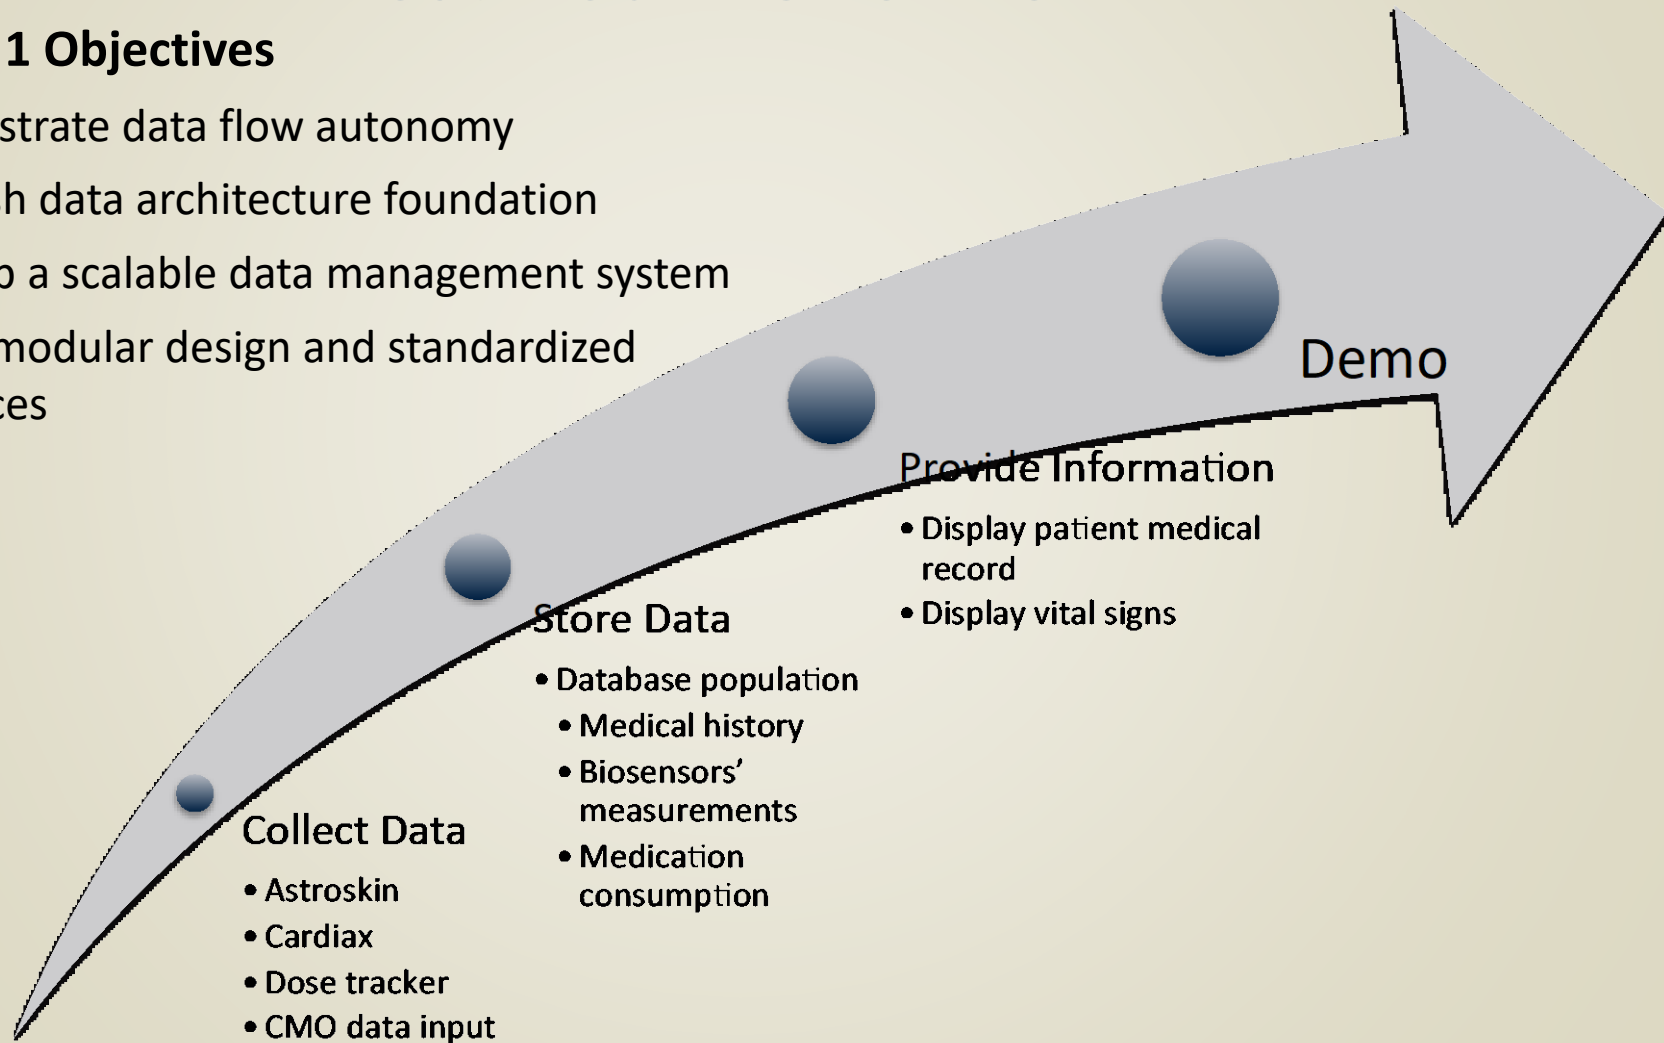 1 Objectives
strate data flow autonomy
sh data architecture foundation
p a scalable data management system
modular design and standardized
ces
Demo
Provide Information
• Display patient medical
record
• Display vital signs
Store Data
• Database population
• Medical history
• Biosensors’
measurements
• Medication
consumption
Collect Data
• Astroskin
• Cardiax
• Dose tracker
• CMO data input